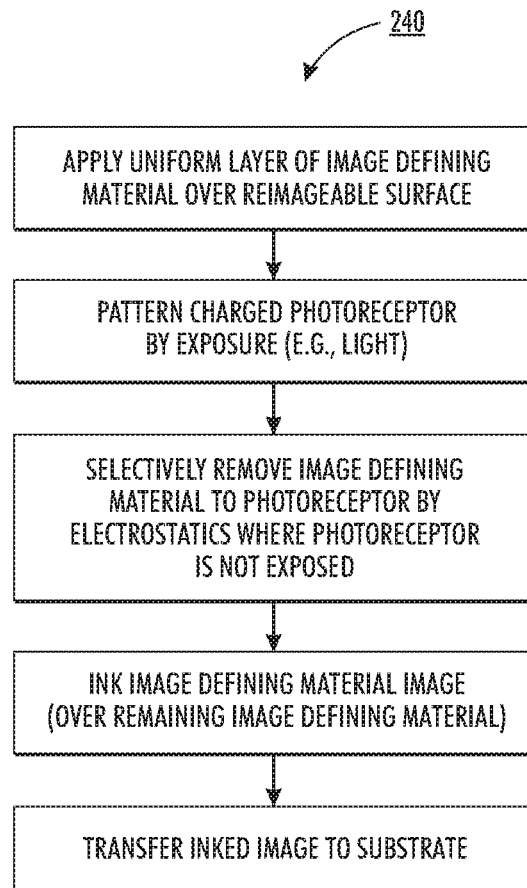 240
APPLY UNIFORM LAYER OF IMAGE DEFINING
MATERIAL OVER REIMAGEABLE SURFACE
PATTERN CHARGED PHOTORECEPTOR
BY EXPOSURE (E.G., LIGHT)
SELECTIVELY REMOVE IMAGE DEFINING
MATERIAL TO PHOTORECEPTOR BY
ELECTROSTATICS WHERE PHOTORECEPTOR
IS NOT EXPOSED
INK IMAGE DEFINING MATERIAL IMAGE
(OVER REMAINING IMAGE DEFINING MATERIAL)
TRANSFER INKED IMAGE TO SUBSTRATE